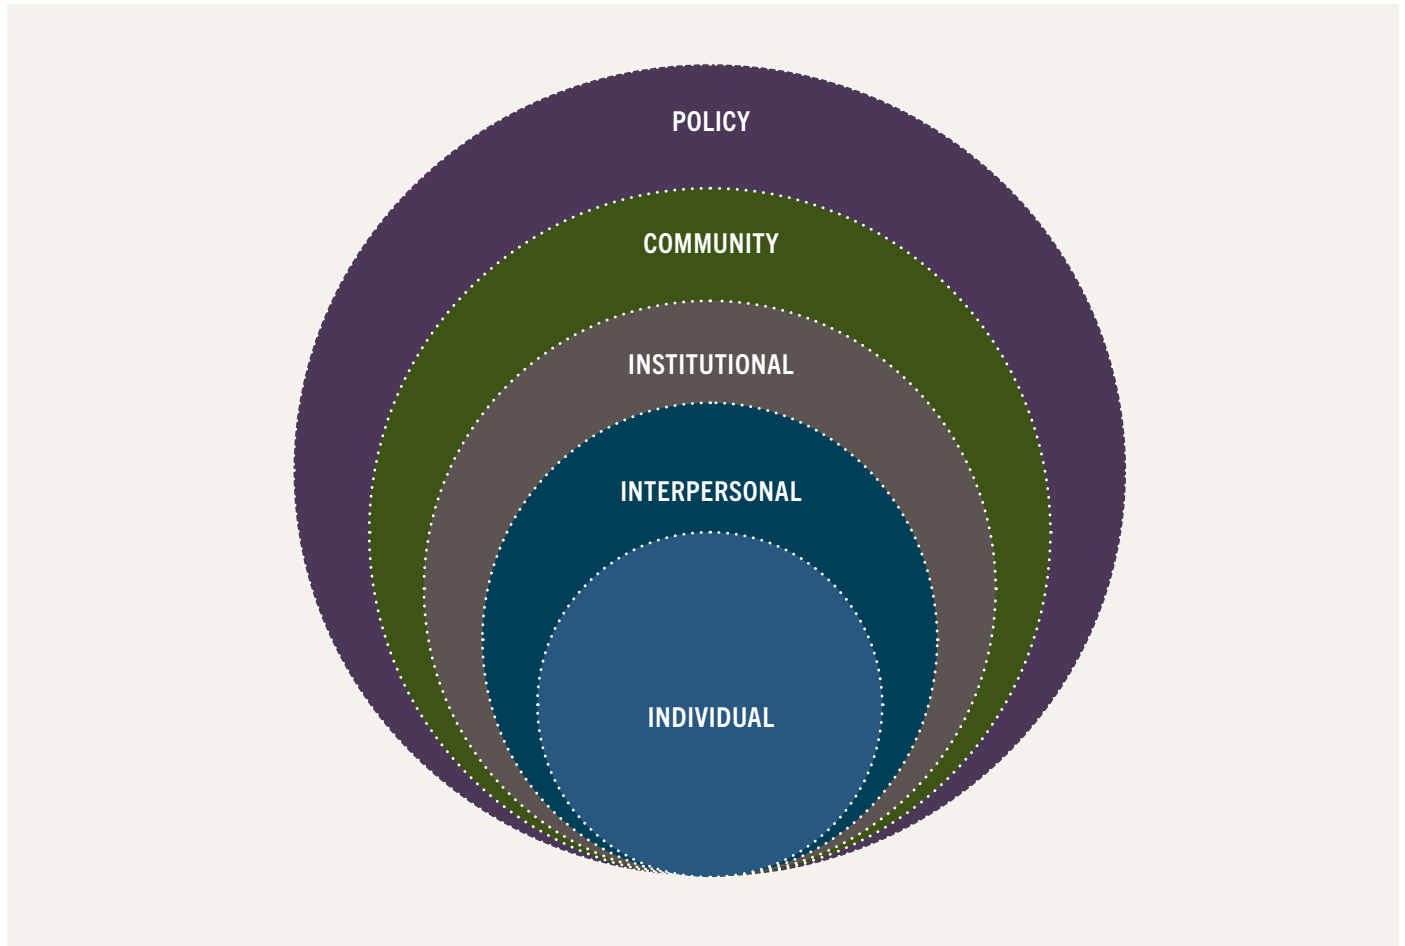 POLICY
COMMUNITY
INSTITUTIONAL
INTERPERSONAL
INDIVIDUAL